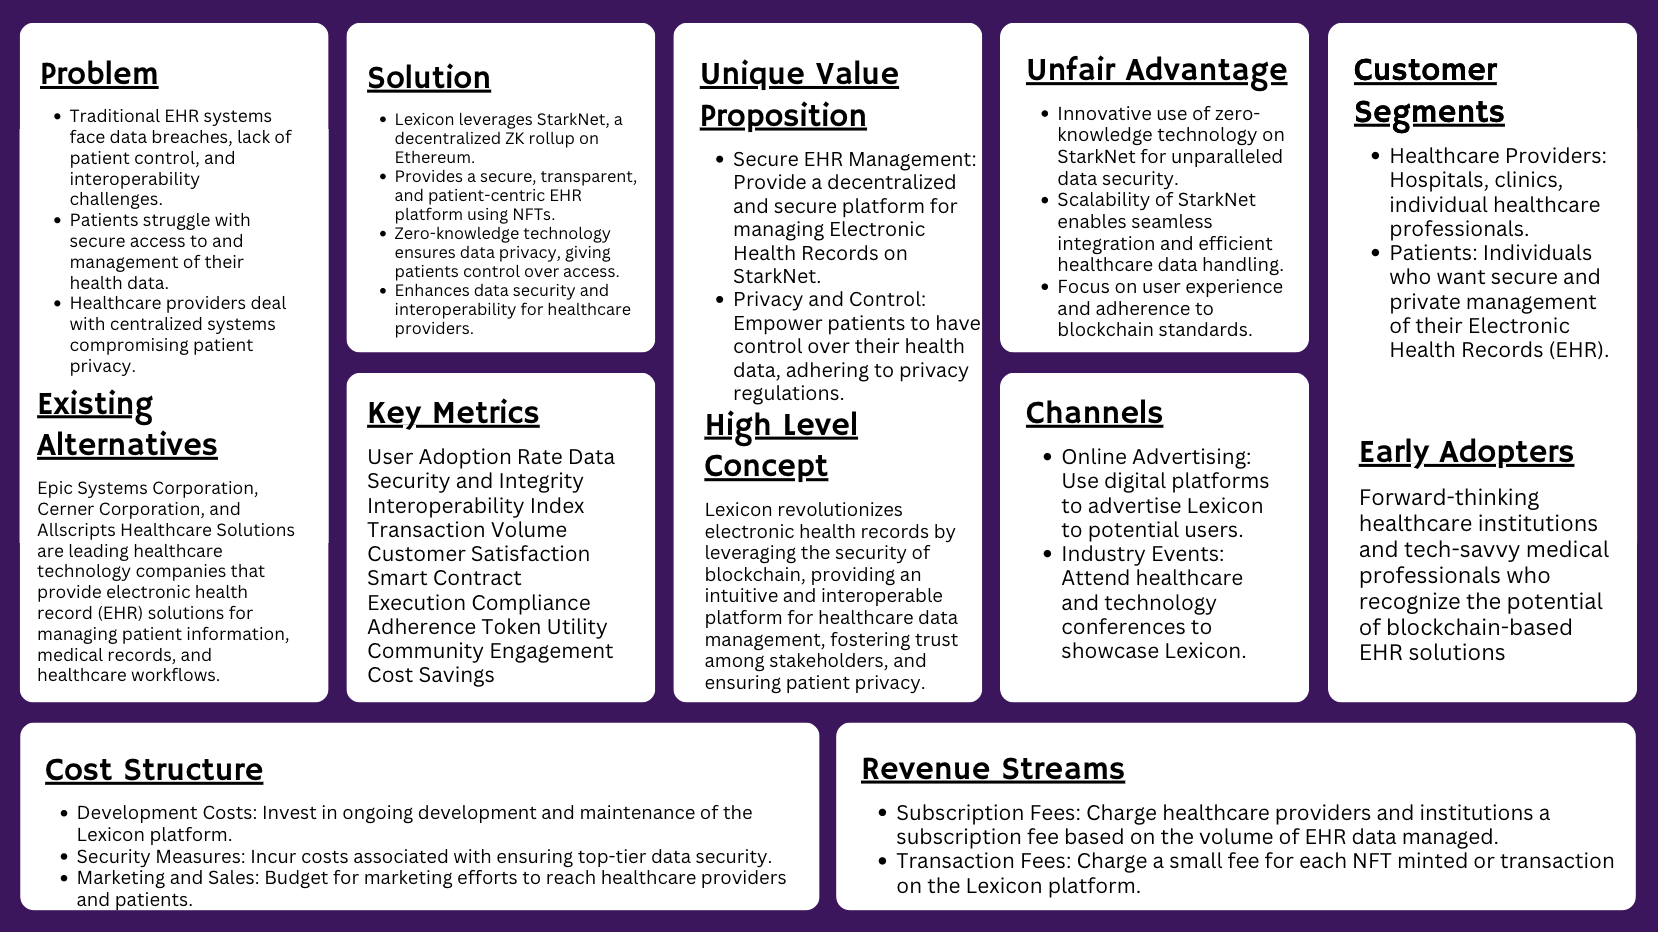 Problem
Traditional EHR systems
face data breaches, lack of
patient control, and
interoperability
challenges.
Patients struggle with
secure access to and
management of their
health data.
Healthcare providers deal
with centralized systems
compromising patient
privacy.
Existing
Alternatives
Epic Systems Corporation,
Cerner Corporation, and
Allscripts Healthcare Solutions
are leading healthcare
technology companies that
provide electronic health
record (EHR) solutions for
managing patient information,
medical records, and
healthcare workflows.
Solution
Lexicon leverages StarkNet, a
decentralized ZK rollup on
Ethereum.
Provides a secure, transparent,
and patient-centric EHR
platform using NFTs.
Zero-knowledge technology
ensures data privacy, giving
patients control over access.
Enhances data security and
interoperability for healthcare
providers.
Key Metrics
User Adoption Rate Data
Security and Integrity
Interoperability Index
Transaction Volume
Customer Satisfaction
Smart Contract
Execution Compliance
Adherence Token Utility
Community Engagement
Cost Savings
Unique Value
Proposition
Secure EHR Management:
Provide a decentralized
and secure platform for
managing Electronic
Health Records on
StarkNet.
Privacy and Control:
Empower patients to have
control over their health
data, adhering to privacy
regulations.
High Level
Concept
Lexicon revolutionizes
electronic health records by
leveraging the security of
blockchain, providing an
intuitive and interoperable
platform for healthcare data
management, fostering trust
among stakeholders, and
ensuring patient privacy.
Unfair Advantage
Innovative use of zero-
knowledge technology on
StarkNet for unparalleled
data security.
Scalability of StarkNet
enables seamless
integration and efficient
healthcare data handling.
Focus on user experience
and adherence to
blockchain standards.
Channels
Online Advertising:
Use digital platforms
to advertise Lexicon
to potential users.
Industry Events:
Attend healthcare
and technology
conferences to
showcase Lexicon.
Customer
Segments
Healthcare Providers:
Hospitals, clinics,
individual healthcare
professionals.
Patients: Individuals
who want secure and
private management
of their Electronic
Health Records (EHR).
Early Adopters
Forward-thinking
healthcare institutions
and tech-savvy medical
professionals who
recognize the potential
of blockchain-based
EHR solutions
Cost Structure
Development Costs: Invest in ongoing development and maintenance of the
Lexicon platform.
Security Measures: Incur costs associated with ensuring top-tier data security.
Marketing and Sales: Budget for marketing efforts to reach healthcare providers
and patients.
Revenue Streams
Subscription Fees: Charge healthcare providers and institutions a
subscription fee based on the volume of EHR data managed.
Transaction Fees: Charge a small fee for each NFT minted or transaction
on the Lexicon platform.